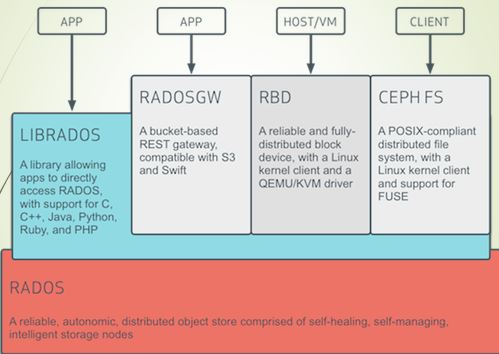 APP
APP
HOST/VM
CLIENT
LIBRADOS
A library allowing
apps to directly
access RADOS,
with support for C,
C++, Java, Python,
Ruby, and PHP
RADOSGW
A bucket-based
REST gateway,
compatible with S3
and Swift
RBD
A reliable and fully-
distributed block
device, with a Linux
kernel client and a
QEMU/KVM driver
CEPH FS
A POSIX-compliant
distributed file
system, with a
Linux kernel client
and support for
FUSE
RADOS
A reliable, autonomic, distributed object store comprised of self-healing, self-managing,
intelligent storage nodes